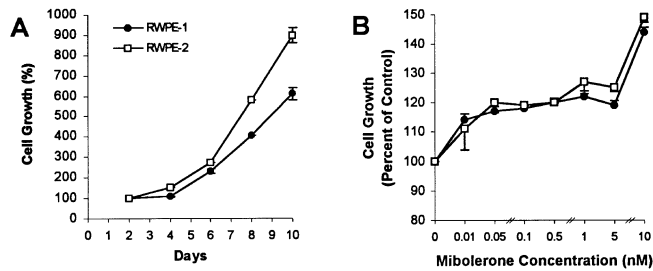 A
RWPE-1
RWPE-2
Cell Growth (%)
1000
900
800
700
600
500
400
300
200
100
0
0 1 2 3 4 5 6 7 8 9 10
Days
B
Cell Growth
(Percent of Control)
150
140
130
120
110
100
90
80
0 0.01 0.05 0.1 0.5 1 5 10
Mibolerone Concentration (nM)